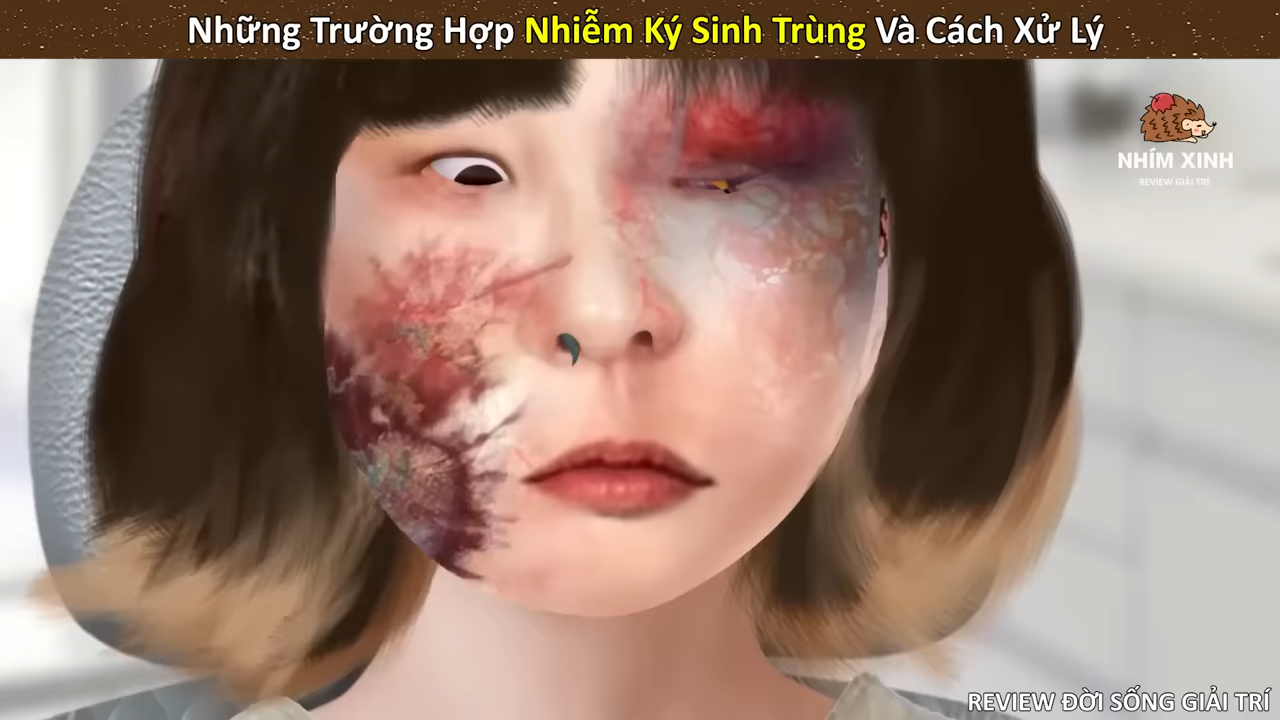 Những Trường Hợp Nhiễm Ký Sinh Trùng Và Cách Xử Lý
NHÍM XINH
REVIEW GIẢI TRÍ
REVIEW ĐỜI SỐNG GIẢI TRÍ